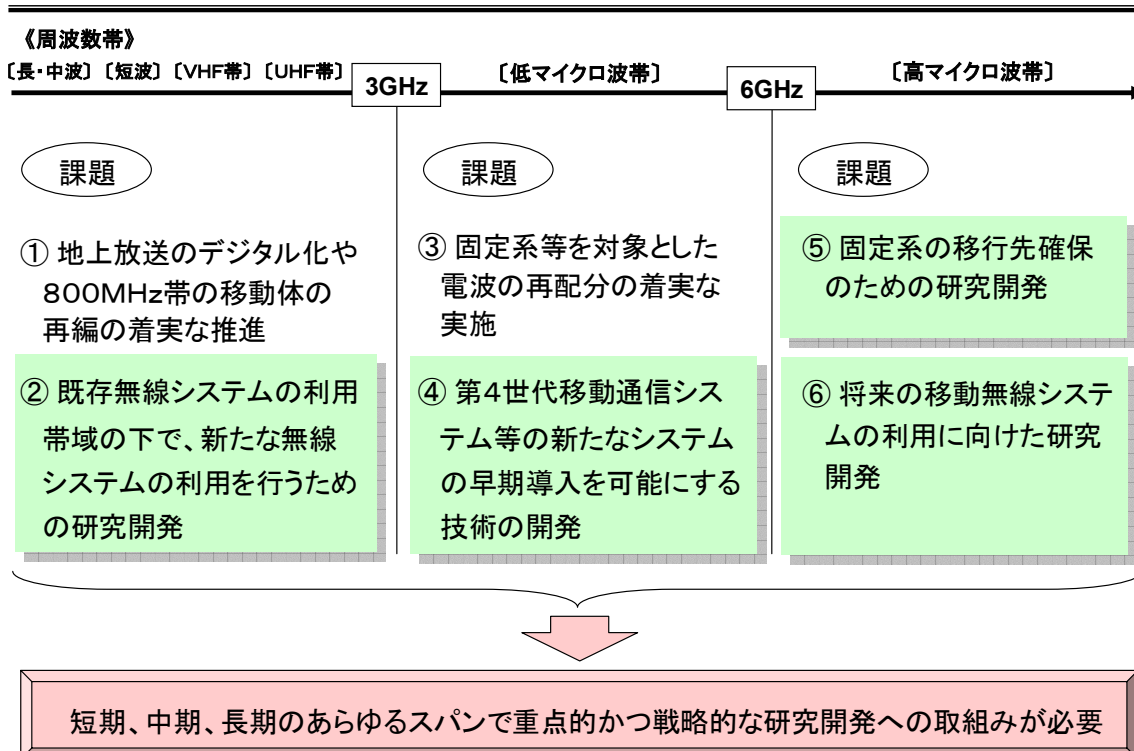 《周波数帯》
〔長・中波〕〔短波〕〔VHF帯〕〔UHF帯〕
3GHz
〔低マイクロ波帯〕
6GHz
〔高マイクロ波帯〕
課題
① 地上放送のデジタル化や
800MHz帯の移動体の
再編の着実な推進
② 既存無線システムの利用
帯域の下で、新たな無線
システムの利用を行うため
の研究開発
課題
③ 固定系等を対象とした
電波の再配分の着実な
実施
④ 第4世代移動通信シス
テム等の新たなシステム
の早期導入を可能にする
技術の開発
課題
⑤ 固定系の移行先確保
のための研究開発
⑥ 将来の移動無線システ
ムの利用に向けた研究
開発
短期、中期、長期のあらゆるスパンで重点的かつ戦略的な研究開発への取組みが必要